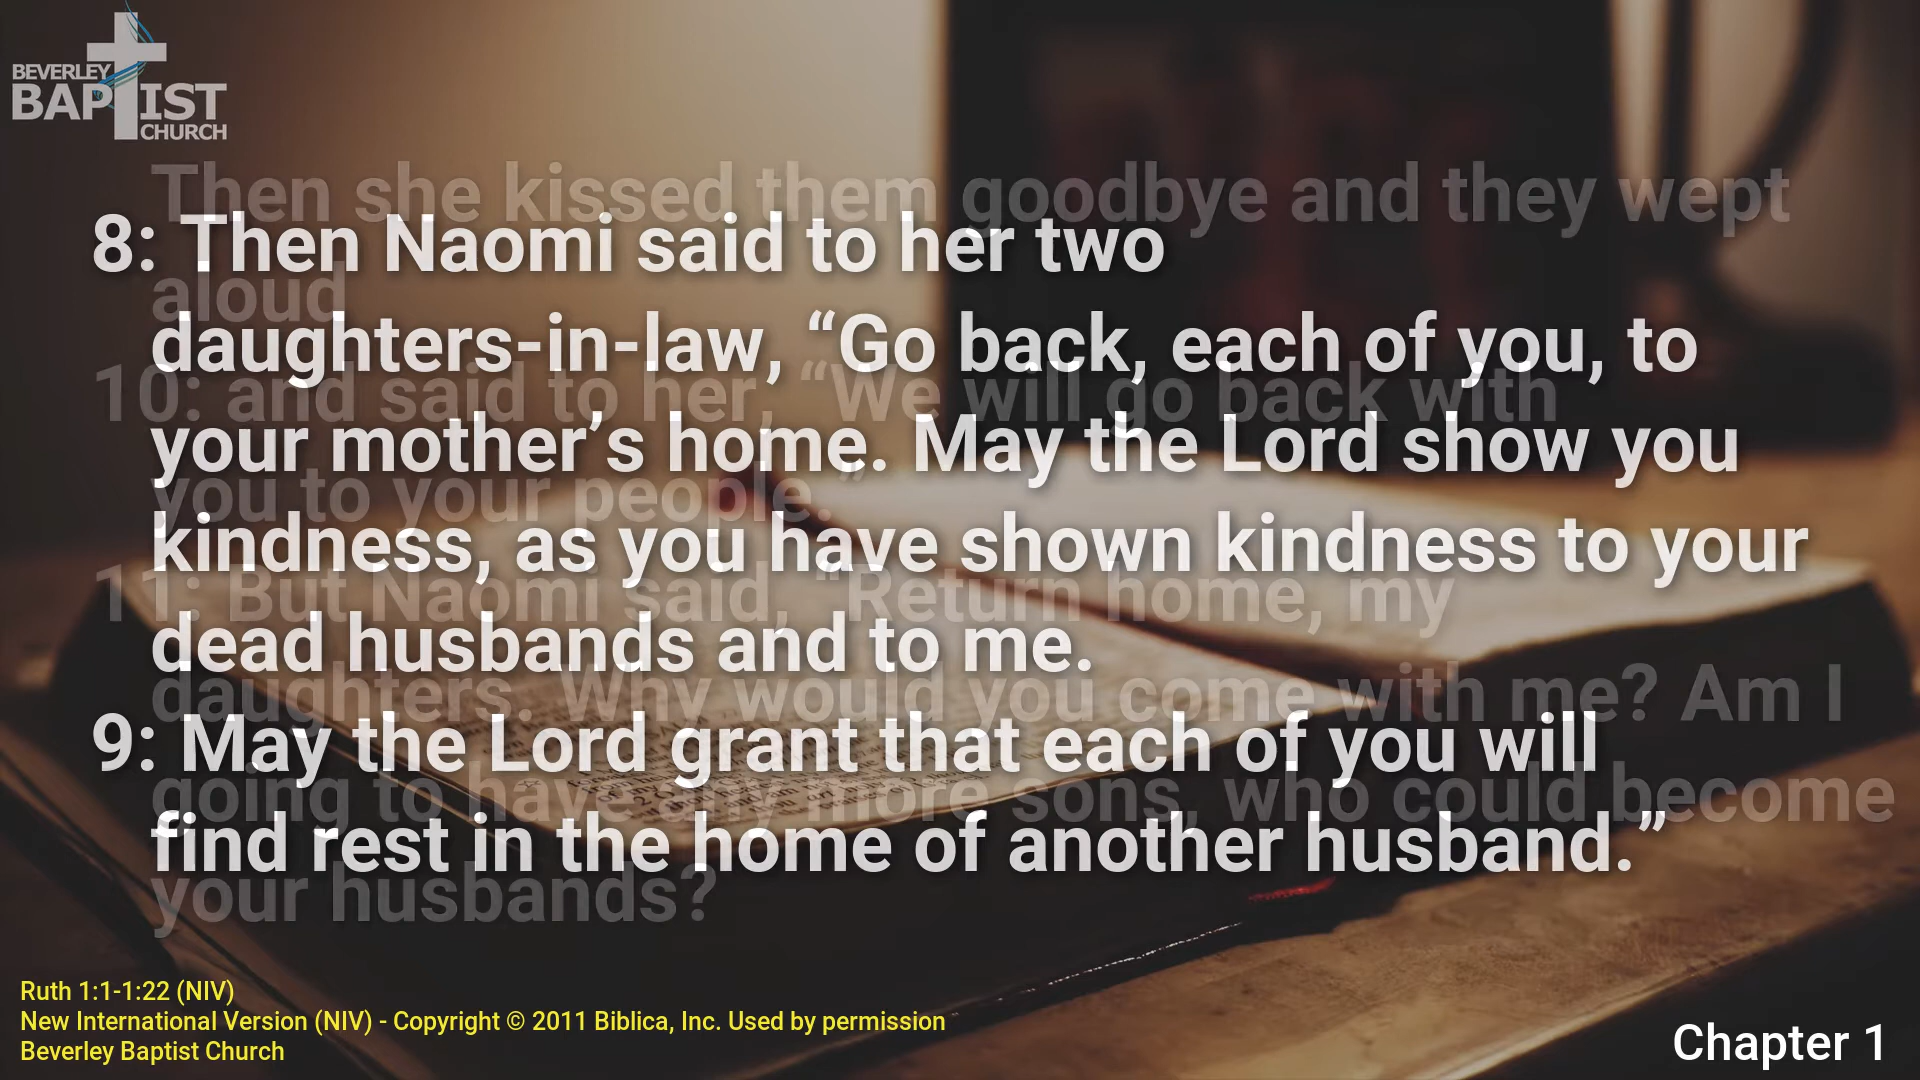 BEVERLEY
BAPTIST
CHURCH
Then she kissed them goodbye and they wept
aloud
10: and said to her, “We will go back with
you to your people.”
11: But Naomi said, “Return home, my
daughters. Why would you come with me? Am I
going to have any more sons, who could become
your husbands?
8: Then Naomi said to her two
daughters-in-law, “Go back, each of you, to
your mother’s home. May the Lord show you
kindness, as you have shown kindness to your
dead husbands and to me.
9: May the Lord grant that each of you will
find rest in the home of another husband.”
Ruth 1:1-1:22 (NIV)
New International Version (NIV) - Copyright © 2011 Biblica, Inc. Used by permission
Beverley Baptist Church
Chapter 1